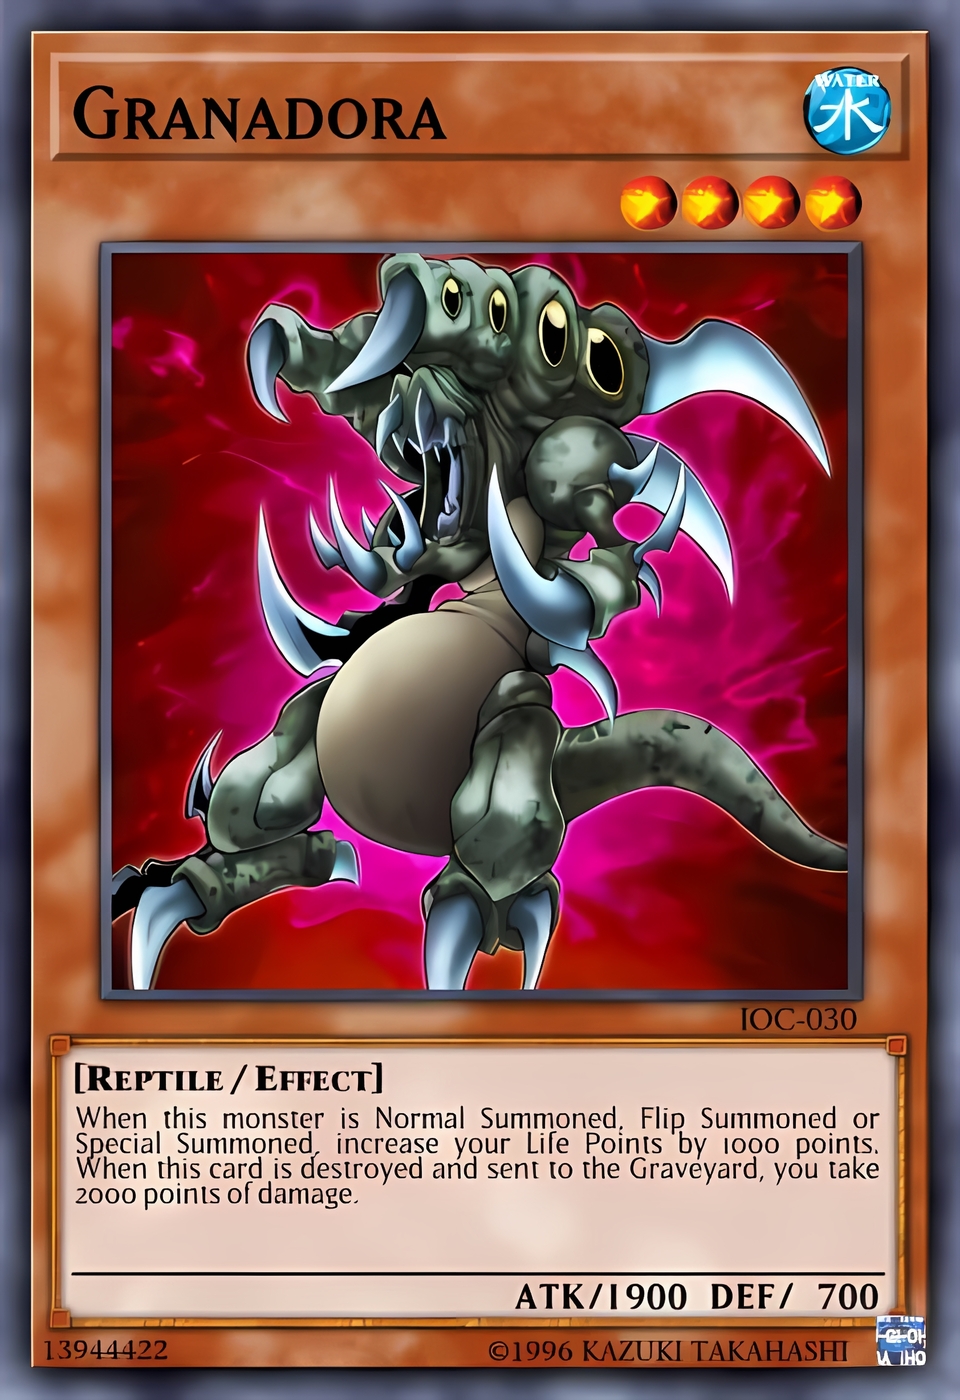 GRANADORA
WATER
水
IOC-030
[REPTILE / EFFECT]
When this monster is Normal Summoned, Flip Summoned or
Special Summoned, increase your Life Points by 1000 points.
When this card is destroyed and sent to the Graveyard, you take
2000 points of damage.
ATK/1900 DEF/ 700
13944422
©1996 KAZUKI TAKAHASHI